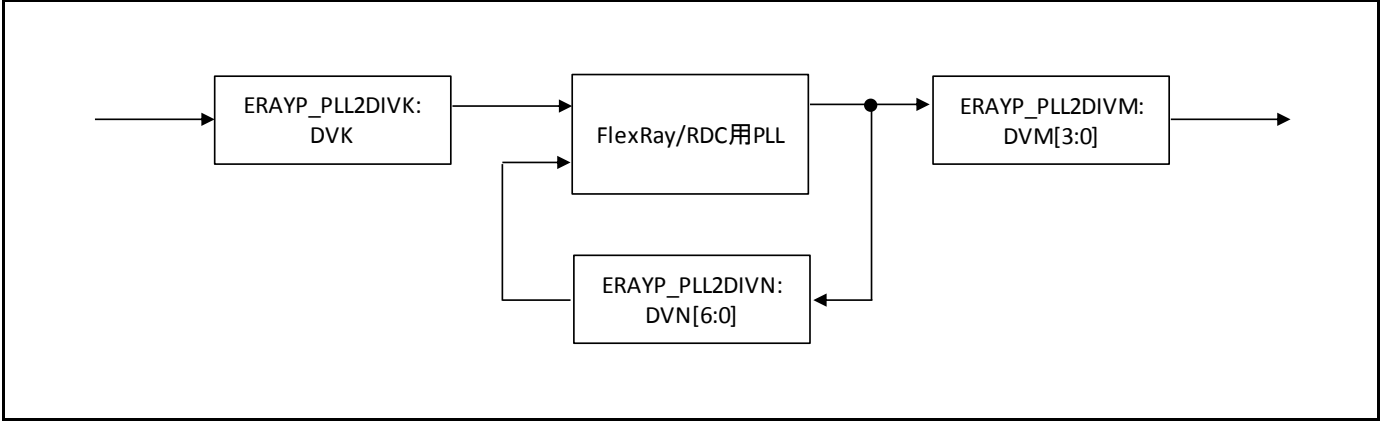 ERAYP_PLL2DIVK:
DVK
FlexRay/RDC用PLL
ERAYP_PLL2DIVM:
DVM[3:0]
ERAYP_PLL2DIVN:
DVN[6:0]